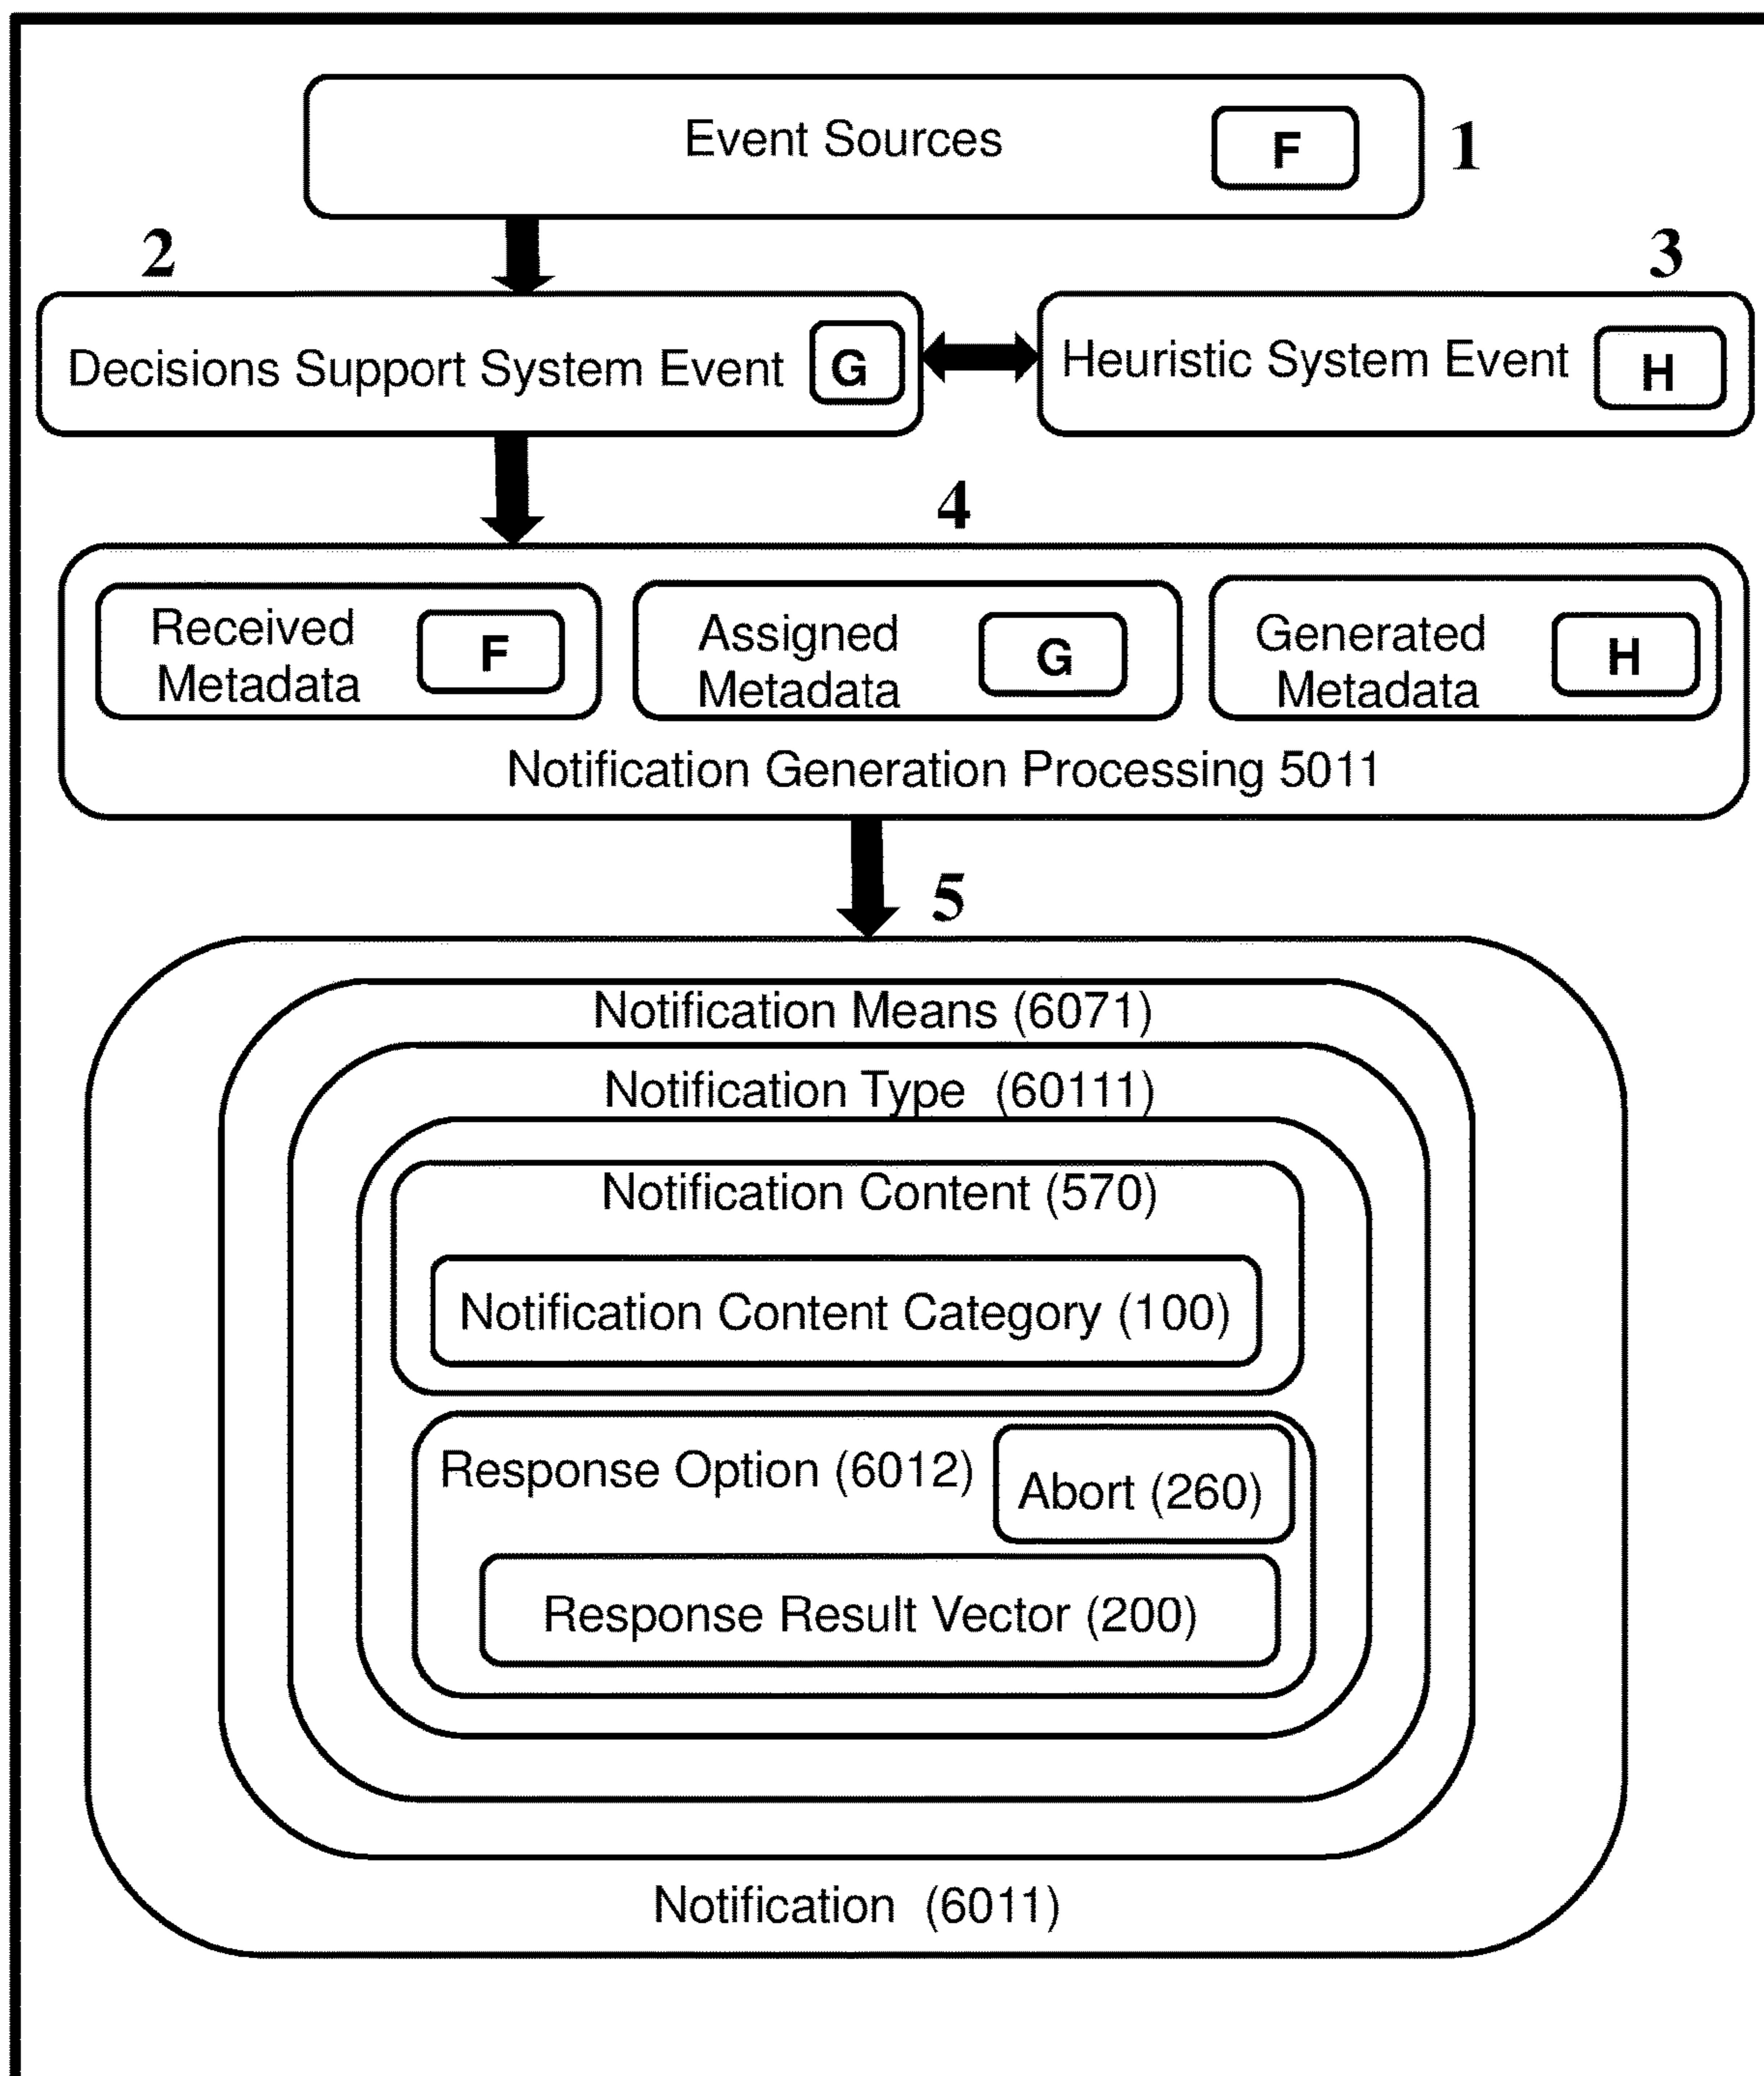 Event Sources F 1
2 3
Decisions Support System Event G Heuristic System Event H
4
Received Metadata F Assigned Metadata G Generated Metadata H
Notification Generation Processing 5011
5
Notification Means (6071)
Notification Type (60111)
Notification Content (570)
Notification Content Category (100)
Response Option (6012) Abort (260)
Response Result Vector (200)
Notification (6011)